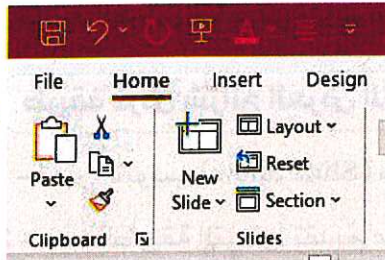 File Home Insert Design
Paste
New Slide
Layout
Reset
Section
Clipboard
Slides